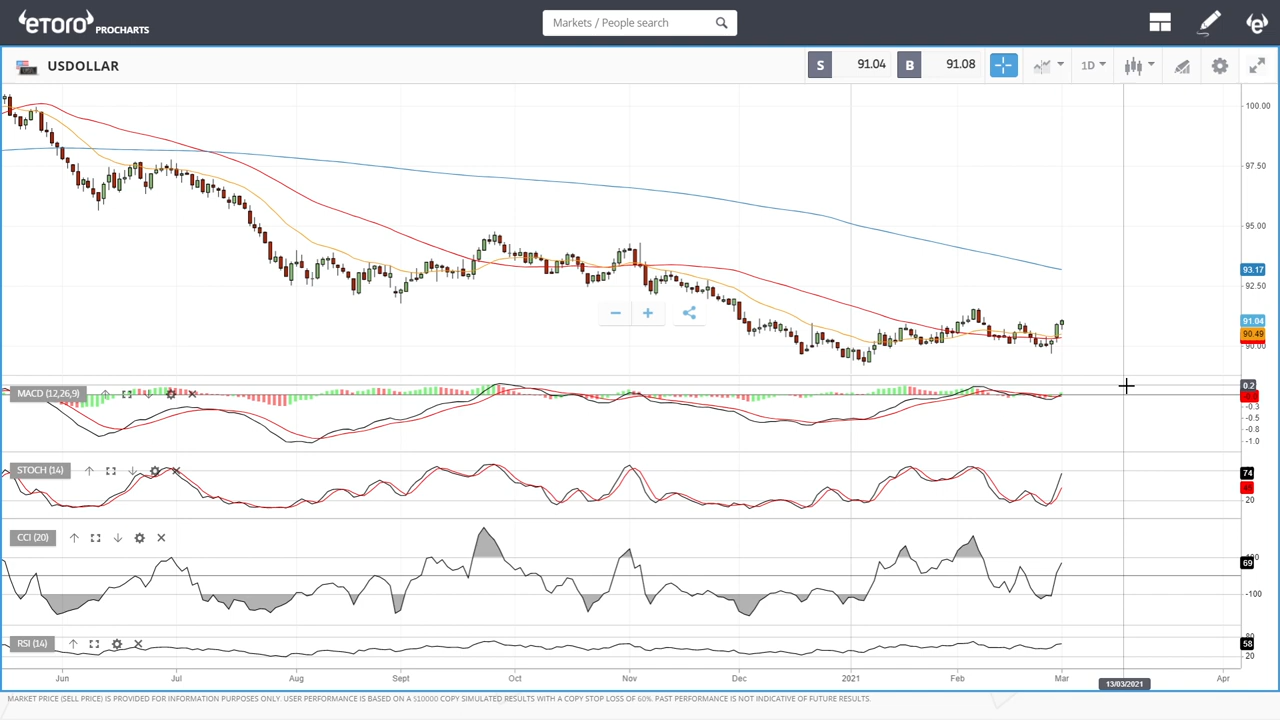 eTORO PROCHARTS
Markets / People search
USDOLLAR
S 91.04 B 91.08 1D
100.00
97.50
95.00
93.17
92.50
91.04
90.49
90.00
MACD (12,26,9)
0.2
-0.3
-0.5
-0.8
-1.0
STOCH (14)
74
20
CCI (20)
69
-100
RSI (14)
80
58
20
Jun Jul Aug Sept Oct Nov Dec 2021 Feb Mar 13/03/2021 Apr
MARKET PRICE (SELL PRICE) IS PROVIDED FOR INFORMATION PURPOSES ONLY. USER PERFORMANCE IS BASED ON A $10000 COPY SIMULATED RESULTS WITH A COPY STOP LOSS OF 60%. PAST PERFORMANCE IS NOT INDICATIVE OF FUTURE RESULTS.